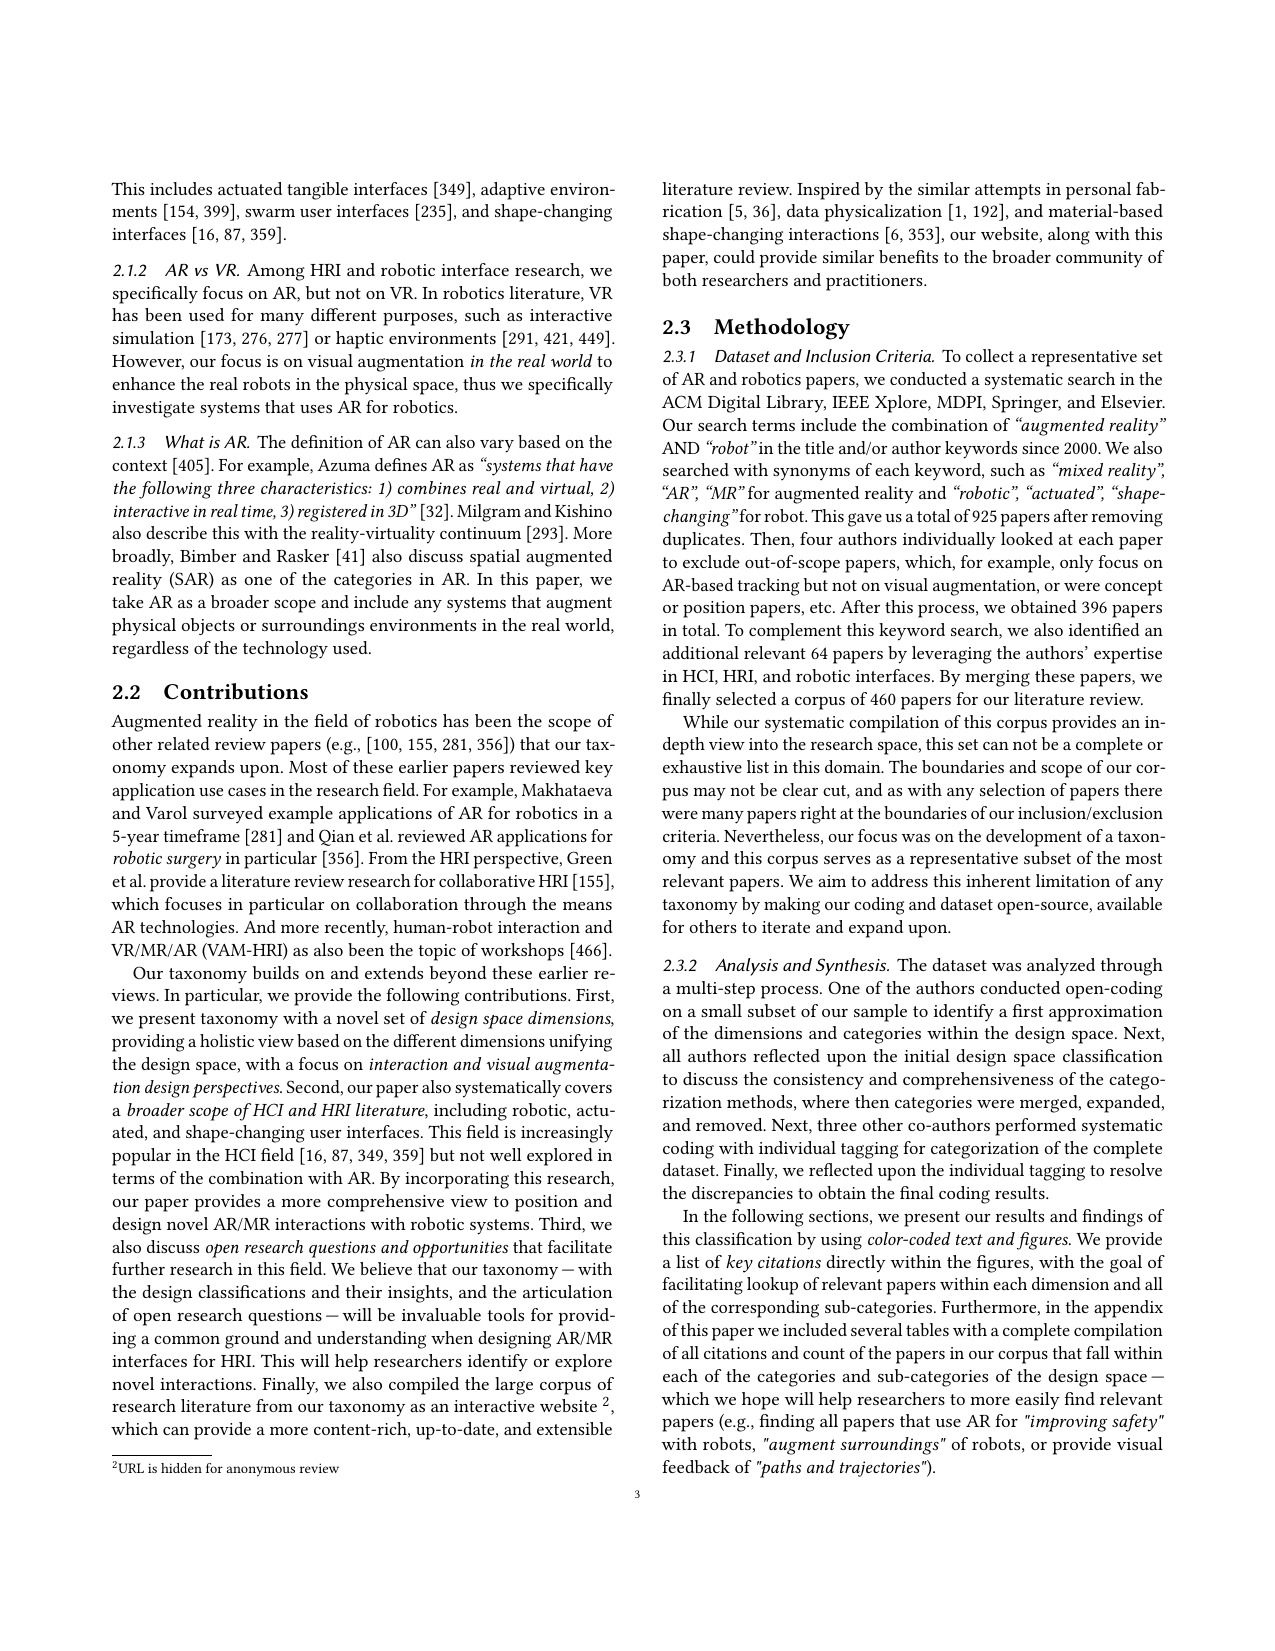 This includes actuated tangible interfaces [349], adaptive environ-
ments [154, 399], swarm user interfaces [235], and shape-changing
interfaces [16, 87, 359].
2.1.2 AR vs VR. Among HRI and robotic interface research, we
specifically focus on AR, but not on VR. In robotics literature, VR
has been used for many different purposes, such as interactive
simulation [173, 276, 277] or haptic environments [291, 421, 449].
However, our focus is on visual augmentation in the real world to
enhance the real robots in the physical space, thus we specifically
investigate systems that uses AR for robotics.
2.1.3 What is AR. The definition of AR can also vary based on the
context [405]. For example, Azuma defines AR as “systems that have
the following three characteristics: 1) combines real and virtual, 2)
interactive in real time, 3) registered in 3D” [32]. Milgram and Kishino
also describe this with the reality-virtuality continuum [293]. More
broadly, Bimber and Rasker [41] also discuss spatial augmented
reality (SAR) as one of the categories in AR. In this paper, we
take AR as a broader scope and include any systems that augment
physical objects or surroundings environments in the real world,
regardless of the technology used.
2.2 Contributions
Augmented reality in the field of robotics has been the scope of
other related review papers (e.g., [100, 155, 281, 356]) that our tax-
onomy expands upon. Most of these earlier papers reviewed key
application use cases in the research field. For example, Makhataeva
and Varol surveyed example applications of AR for robotics in a
5-year timeframe [281] and Qian et al. reviewed AR applications for
robotic surgery in particular [356]. From the HRI perspective, Green
et al. provide a literature review research for collaborative HRI [155],
which focuses in particular on collaboration through the means
AR technologies. And more recently, human-robot interaction and
VR/MR/AR (VAM-HRI) as also been the topic of workshops [466].
Our taxonomy builds on and extends beyond these earlier re-
views. In particular, we provide the following contributions. First,
we present taxonomy with a novel set of design space dimensions,
providing a holistic view based on the different dimensions unifying
the design space, with a focus on interaction and visual augmenta-
tion design perspectives. Second, our paper also systematically covers
a broader scope of HCI and HRI literature, including robotic, actu-
ated, and shape-changing user interfaces. This field is increasingly
popular in the HCI field [16, 87, 349, 359] but not well explored in
terms of the combination with AR. By incorporating this research,
our paper provides a more comprehensive view to position and
design novel AR/MR interactions with robotic systems. Third, we
also discuss open research questions and opportunities that facilitate
further research in this field. We believe that our taxonomy — with
the design classifications and their insights, and the articulation
of open research questions — will be invaluable tools for provid-
ing a common ground and understanding when designing AR/MR
interfaces for HRI. This will help researchers identify or explore
novel interactions. Finally, we also compiled the large corpus of
research literature from our taxonomy as an interactive website 2,
which can provide a more content-rich, up-to-date, and extensible
2URL is hidden for anonymous review
literature review. Inspired by the similar attempts in personal fab-
rication [5, 36], data physicalization [1, 192], and material-based
shape-changing interactions [6, 353], our website, along with this
paper, could provide similar benefits to the broader community of
both researchers and practitioners.
2.3 Methodology
2.3.1 Dataset and Inclusion Criteria. To collect a representative set
of AR and robotics papers, we conducted a systematic search in the
ACM Digital Library, IEEE Xplore, MDPI, Springer, and Elsevier.
Our search terms include the combination of “augmented reality”
AND “robot” in the title and/or author keywords since 2000. We also
searched with synonyms of each keyword, such as “mixed reality”,
“AR”, “MR” for augmented reality and “robotic”, “actuated”, “shape-
changing” for robot. This gave us a total of 925 papers after removing
duplicates. Then, four authors individually looked at each paper
to exclude out-of-scope papers, which, for example, only focus on
AR-based tracking but not on visual augmentation, or were concept
or position papers, etc. After this process, we obtained 396 papers
in total. To complement this keyword search, we also identified an
additional relevant 64 papers by leveraging the authors’ expertise
in HCI, HRI, and robotic interfaces. By merging these papers, we
finally selected a corpus of 460 papers for our literature review.
While our systematic compilation of this corpus provides an in-
depth view into the research space, this set can not be a complete or
exhaustive list in this domain. The boundaries and scope of our cor-
pus may not be clear cut, and as with any selection of papers there
were many papers right at the boundaries of our inclusion/exclusion
criteria. Nevertheless, our focus was on the development of a taxon-
omy and this corpus serves as a representative subset of the most
relevant papers. We aim to address this inherent limitation of any
taxonomy by making our coding and dataset open-source, available
for others to iterate and expand upon.
2.3.2 Analysis and Synthesis. The dataset was analyzed through
a multi-step process. One of the authors conducted open-coding
on a small subset of our sample to identify a first approximation
of the dimensions and categories within the design space. Next,
all authors reflected upon the initial design space classification
to discuss the consistency and comprehensiveness of the catego-
rization methods, where then categories were merged, expanded,
and removed. Next, three other co-authors performed systematic
coding with individual tagging for categorization of the complete
dataset. Finally, we reflected upon the individual tagging to resolve
the discrepancies to obtain the final coding results.
In the following sections, we present our results and findings of
this classification by using color-coded text and figures. We provide
a list of key citations directly within the figures, with the goal of
facilitating lookup of relevant papers within each dimension and all
of the corresponding sub-categories. Furthermore, in the appendix
of this paper we included several tables with a complete compilation
of all citations and count of the papers in our corpus that fall within
each of the categories and sub-categories of the design space —
which we hope will help researchers to more easily find relevant
papers (e.g., finding all papers that use AR for "improving safety"
with robots, "augment surroundings" of robots, or provide visual
feedback of "paths and trajectories").
3